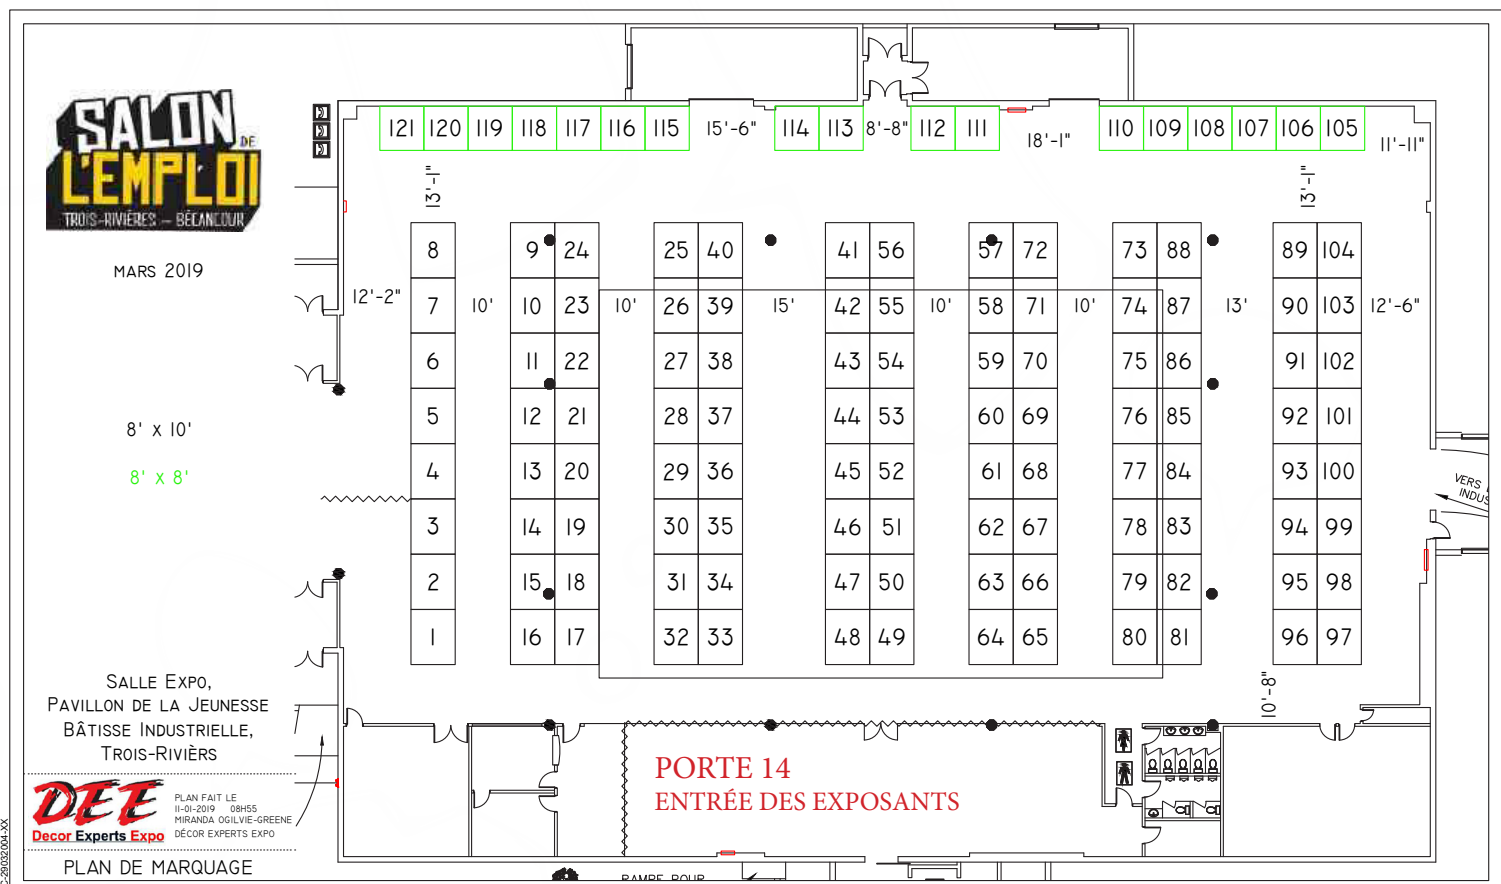 SALON
DE
L'EMPLOI
TROIS-RIVIÈRES – BÉCANCOUR
MARS 2019
8' x 10'
8' x 8'
SALLE EXPO,
PAVILLON DE LA JEUNESSE
BÂTISSE INDUSTRIELLE,
TROIS-RIVIÈRS
DEE
Decor Experts Expo
PLAN FAIT LE
11-01-2019 08H55
MIRANDA OGILVIE-GREENE
DÉCOR EXPERTS EXPO
PLAN DE MARQUAGE
121 120 119 118 117 116 115 15'-6" 114 113 8'-8" 112 111 18'-1" 110 109 108 107 106 105 11'-11"
13'-1" 13'-1"
8 9 24 25 40 41 56 57 72 73 88 89 104
12'-2" 7 10' 10 23 10' 26 39 15' 42 55 10' 58 71 10' 74 87 13' 90 103 12'-6"
6 11 22 27 38 43 54 59 70 75 86 91 102
5 12 21 28 37 44 53 60 69 76 85 92 101
4 13 20 29 36 45 52 61 68 77 84 93 100
3 14 19 30 35 46 51 62 67 78 83 94 99
2 15 18 31 34 47 50 63 66 79 82 95 98
1 16 17 32 33 48 49 64 65 80 81 96 97
VERS
INDUS
10'-8"
PORTE 14
ENTRÉE DES EXPOSANTS
RAMPE POUR
C-29032004-XX